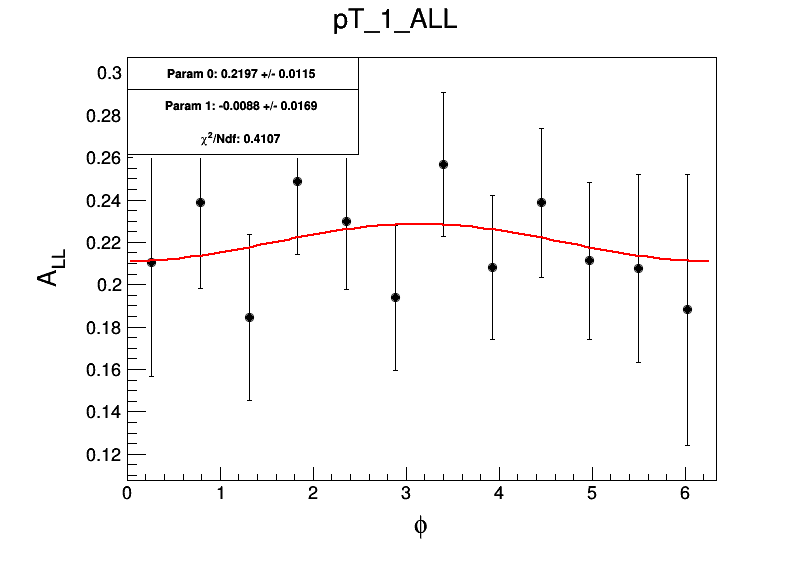 pT_1_ALL
Param 0: 0.2197 +/- 0.0115
Param 1: -0.0088 +/- 0.0169
χ²/Ndf: 0.4107
0.3
0.28
0.26
0.24
0.22
0.2
0.18
0.16
0.14
0.12
A_LL
0 1 2 3 4 5 6
ϕ